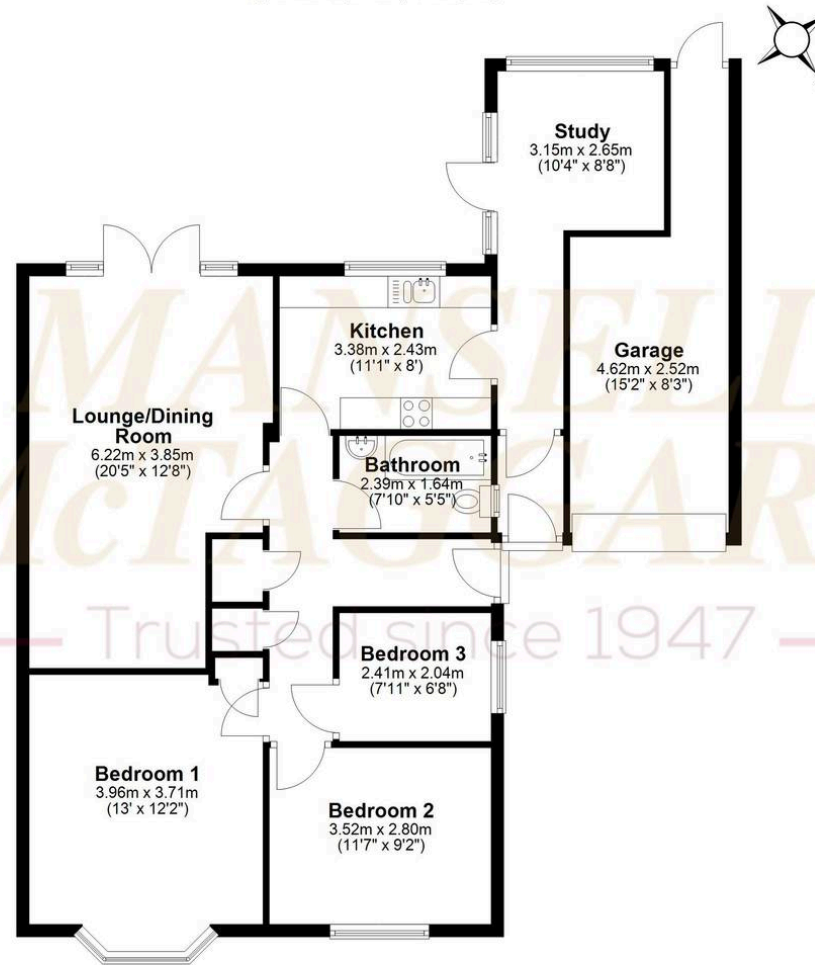 Study
3.15m x 2.65m
(10'4" x 8'8")
Kitchen
3.38m x 2.43m
(11'1" x 8')
Garage
4.62m x 2.52m
(15'2" x 8'3")
Lounge/Dining
Room
6.22m x 3.85m
(20'5" x 12'8")
Bathroom
2.39m x 1.64m
(7'10" x 5'5")
Bedroom 3
2.41m x 2.04m
(7'11" x 6'8")
Bedroom 1
3.96m x 3.71m
(13' x 12'2")
Bedroom 2
3.52m x 2.80m
(11'7" x 9'2")
MANSELL
McTAGGAR
Trusted since 1947